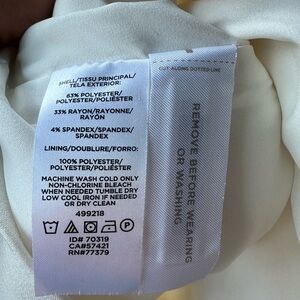 SHELL/TISSU PRINCIPAL/
TELA EXTERIOR:
63% POLYESTER/
POLYESTER/POLIÉSTER
33% RAYON/RAYONNE/
RAYÓN
4% SPANDEX/SPANDEX/
SPANDEX
LINING/DOUBLURE/FORRO:
100% POLYESTER/
POLYESTER/POLIÉSTER
MACHINE WASH COLD ONLY
NON-CHLORINE BLEACH
WHEN NEEDED TUMBLE DRY
LOW COOL IRON IF NEEDED
OR DRY CLEAN
499218
ID# 70319
CA#57421
RN#77379
CUT ALONG DOTTED LINE
REMOVE BEFORE WEARING
OR WASHING